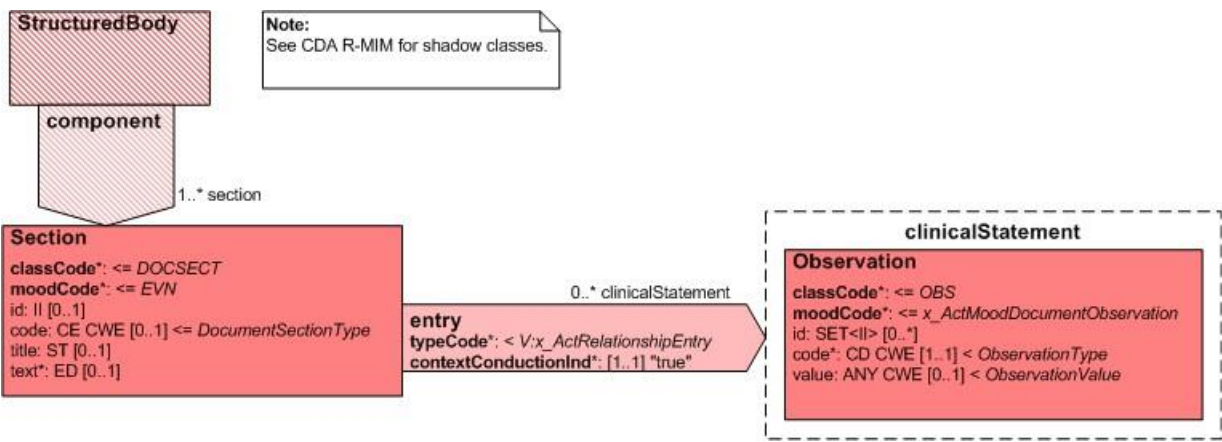 StructuredBody
Note:
See CDA R-MIM for shadow classes.
component
1..* section
Section
classCode*: <= DOCSECT
moodCode*: <= EVN
id: II [0..1]
code: CE CWE [0..1] <= DocumentSectionType
title: ST [0..1]
text*: ED [0..1]
0..* clinicalStatement
entry
typeCode*: < V:x_ActRelationshipEntry
contextConductionInd*: [1..1] "true"
clinicalStatement
Observation
classCode*: <= OBS
moodCode*: <= x_ActMoodDocumentObservation
id: SET<II> [0..*]
code*: CD CWE [1..1] < ObservationType
value: ANY CWE [0..1] < ObservationValue